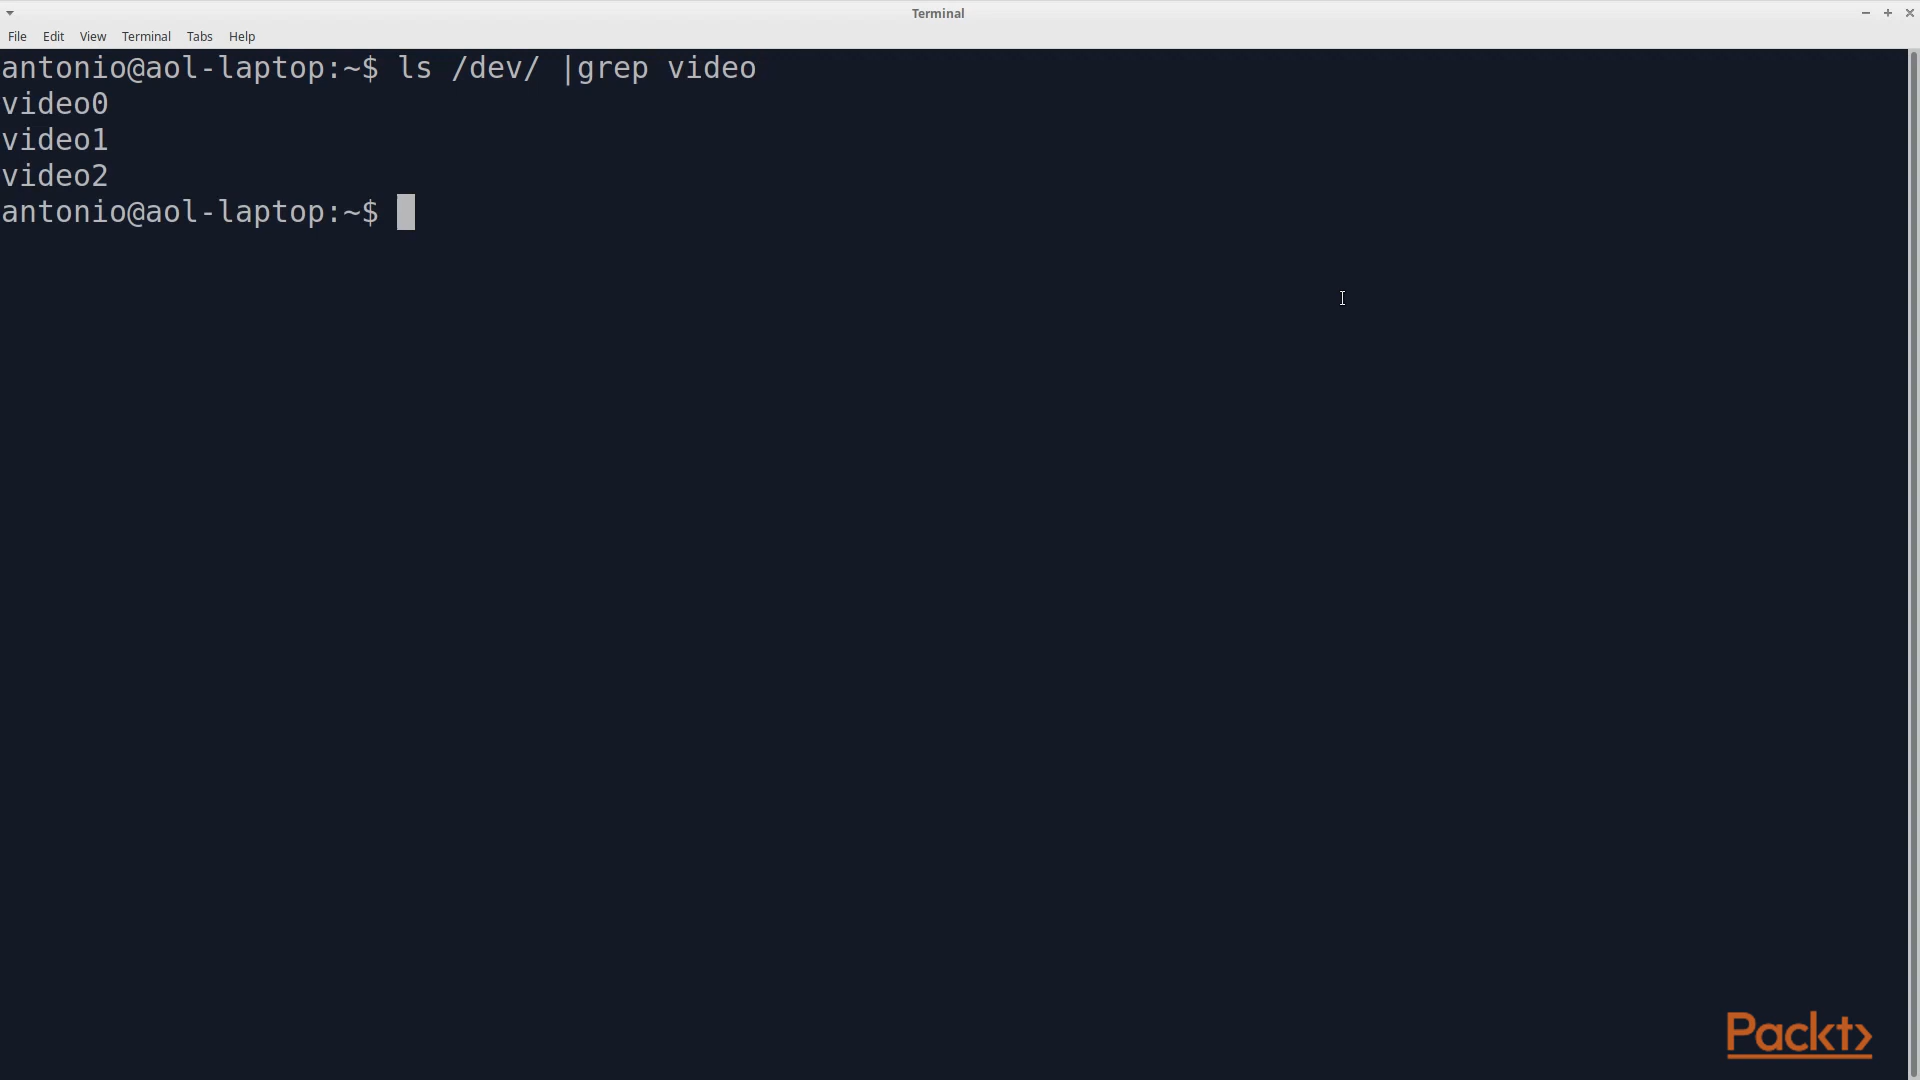 Terminal
File Edit View Terminal Tabs Help
antonio@aol-laptop:~$ ls /dev/ |grep video
video0
video1
video2
antonio@aol-laptop:~$
Packt>